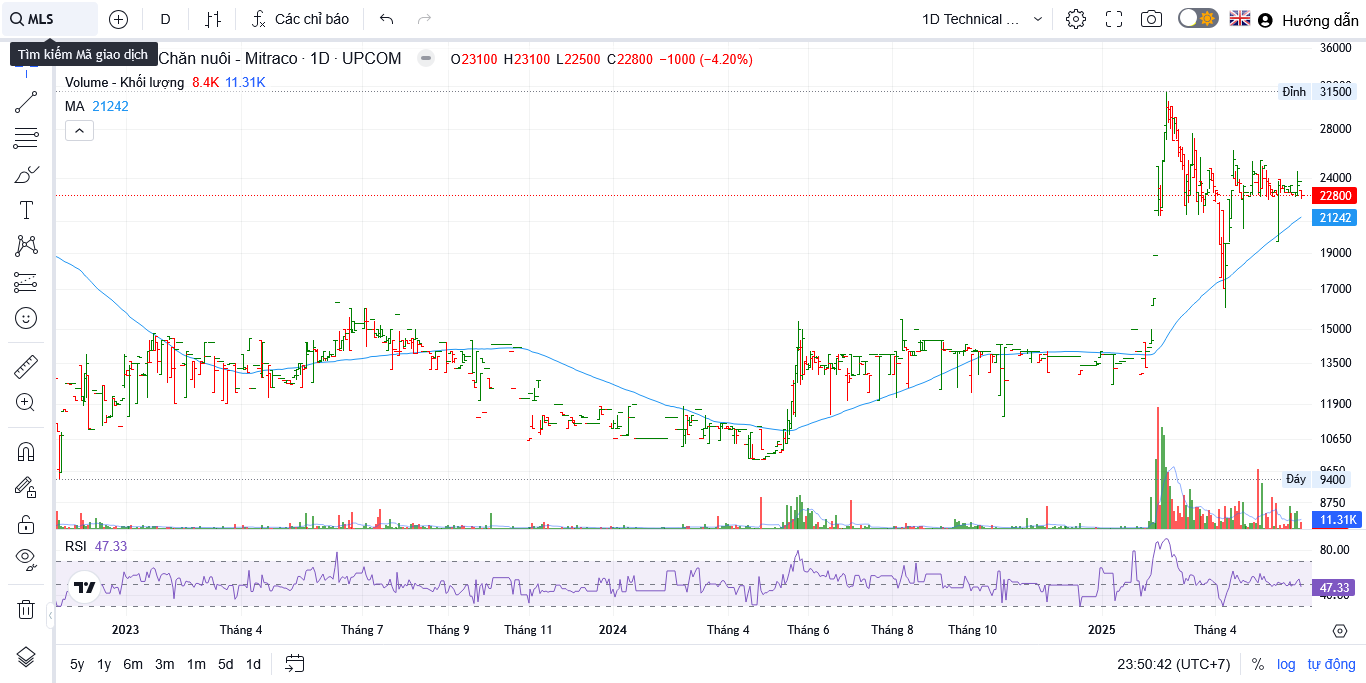 MLS
D
Các chỉ báo
1D Technical ...
Hướng dẫn
Tìm kiếm Mã giao dịch
Chăn nuôi - Mitraco · 1D · UPCOM
O23100 H23100 L22500 C22800 −1000 (−4.20%)
Volume - Khối lượng 8.4K 11.31K
MA 21242
36000
Đỉnh 31500
28000
24000
22800
21242
19000
17000
15000
13500
11900
10650
9650
Đáy 9400
8750
11.31K
RSI 47.33
80.00
47.33
40.00
2023 Tháng 4 Tháng 7 Tháng 9 Tháng 11 2024 Tháng 4 Tháng 6 Tháng 8 Tháng 10 2025 Tháng 4
5y 1y 6m 3m 1m 5d 1d
23:50:42 (UTC+7) % log tự động